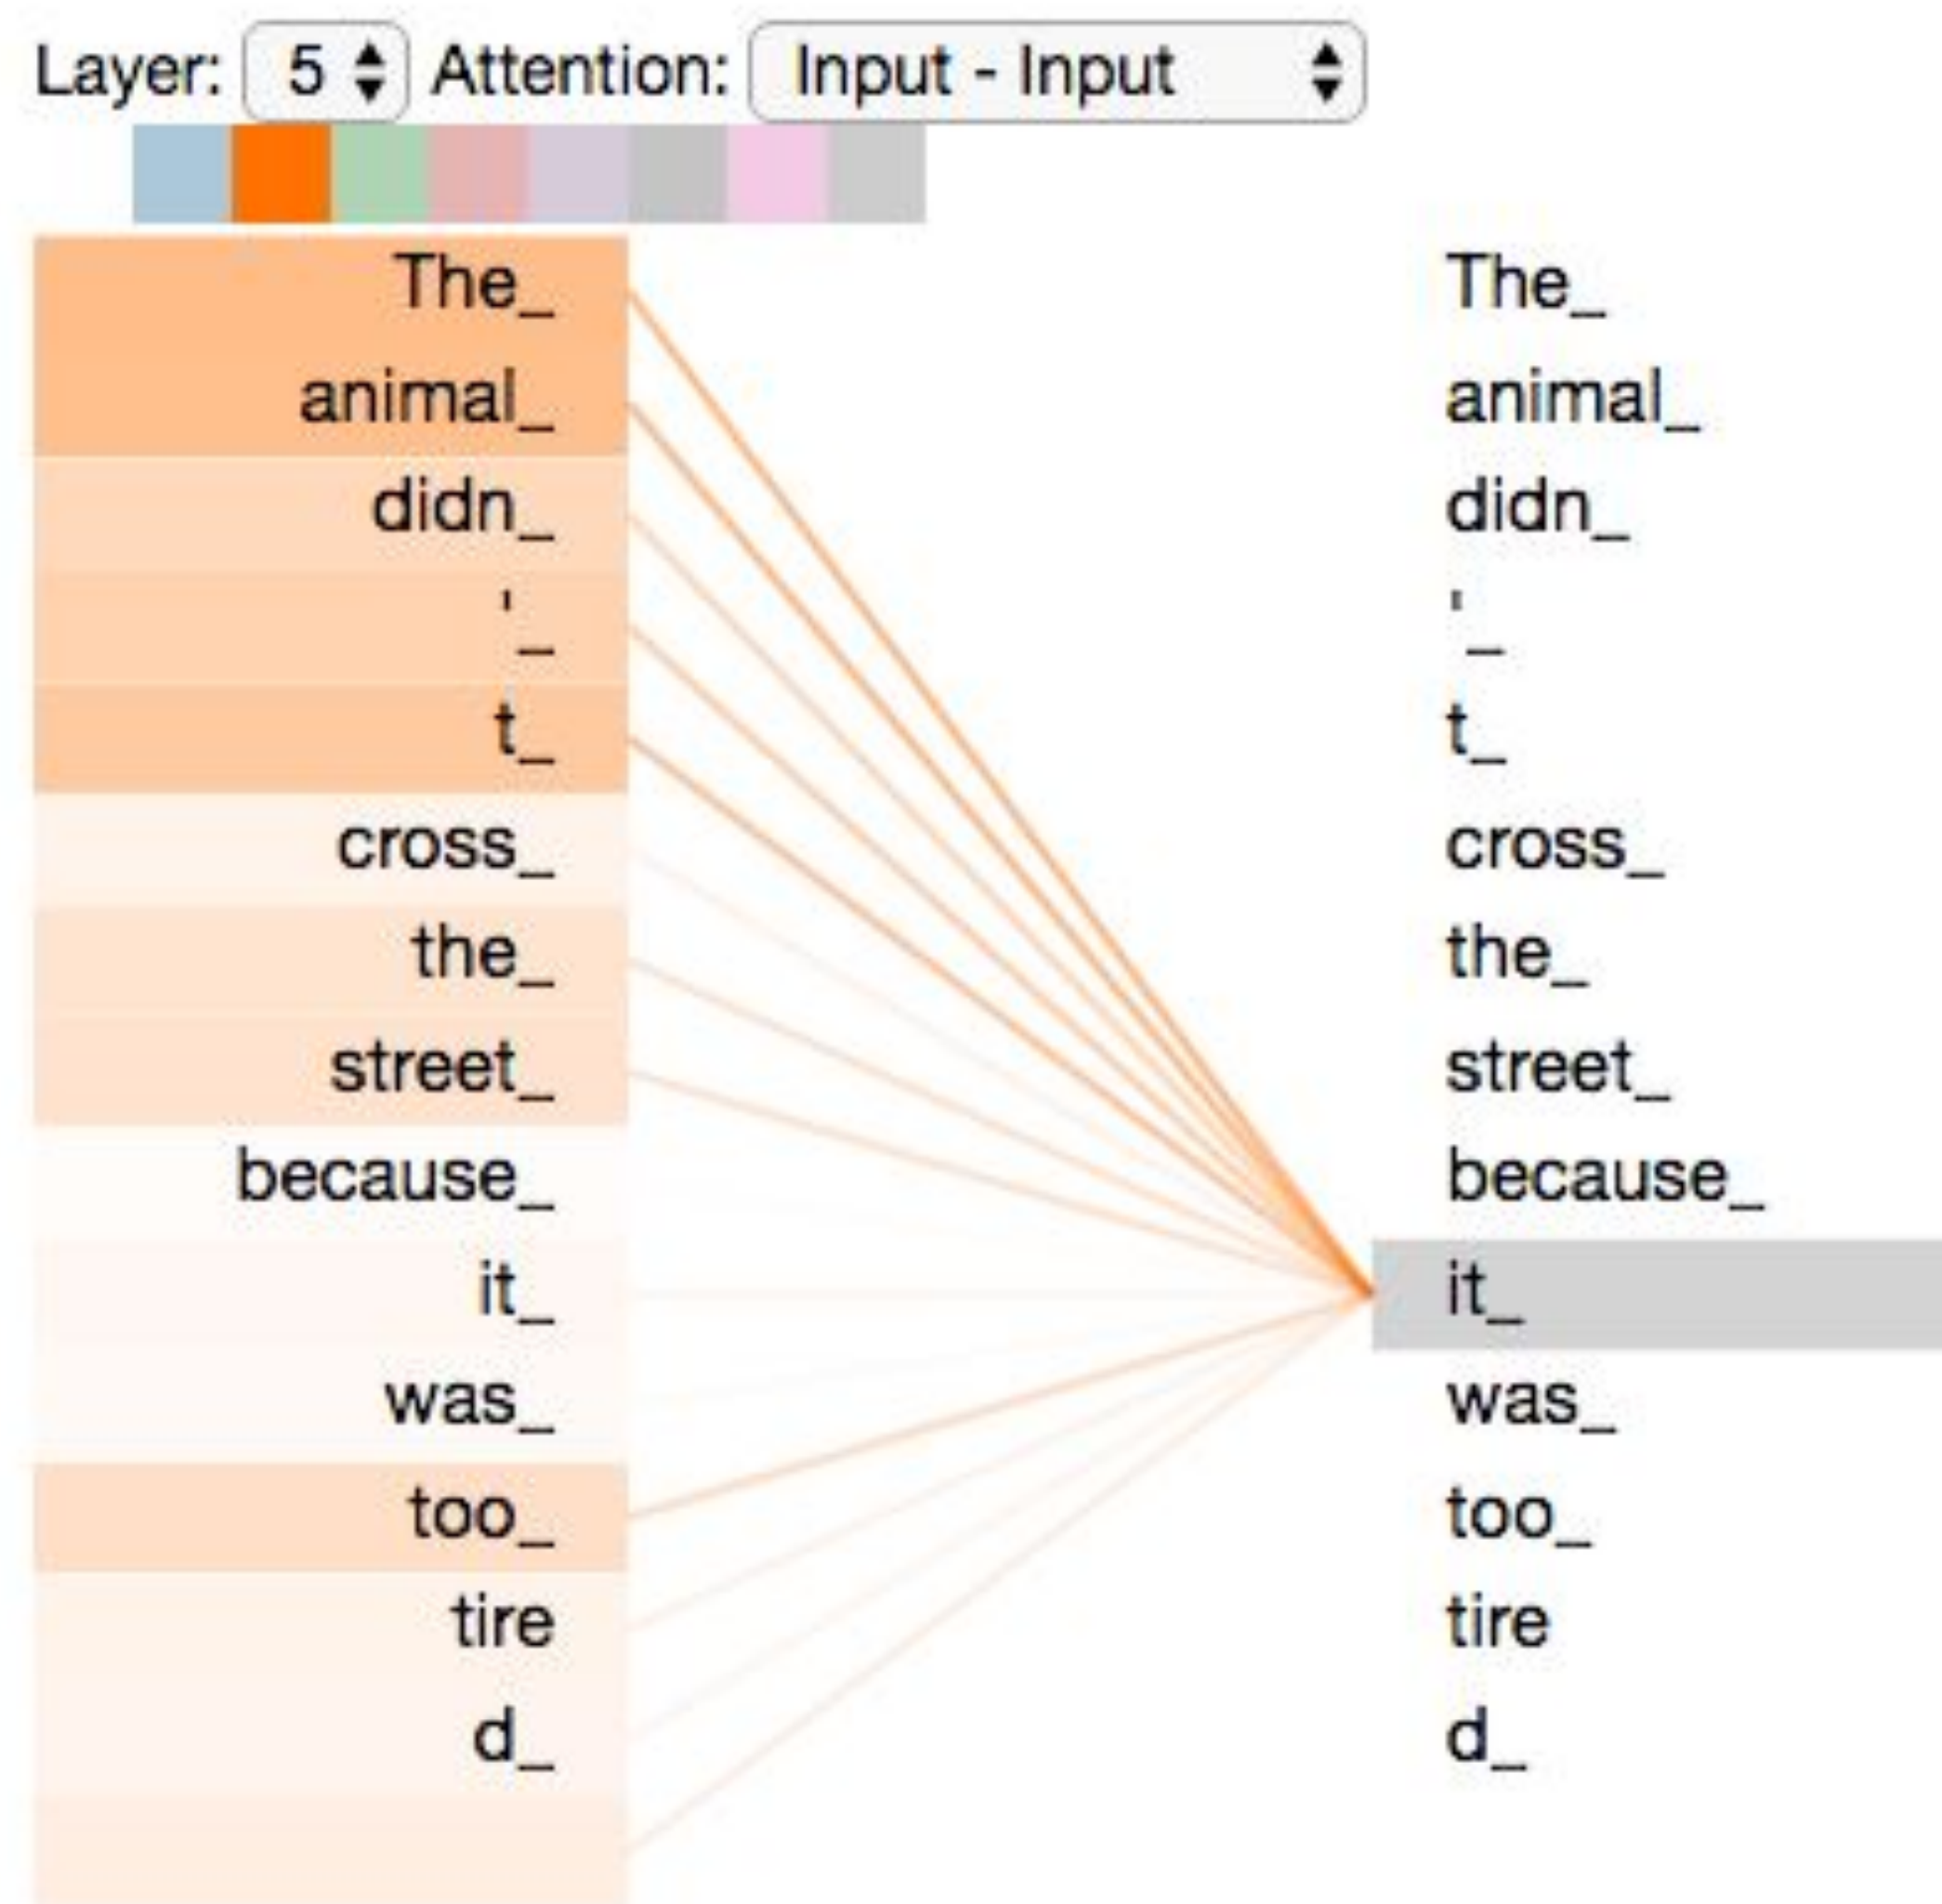 Layer: 5 Attention: Input - Input
The_ The_
animal_ animal_
didn_ didn_
'_ '_
t_ t_
cross_ cross_
the_ the_
street_ street_
because_ because_
it_ it_
was_ was_
too_ too_
tire tire
d_ d_